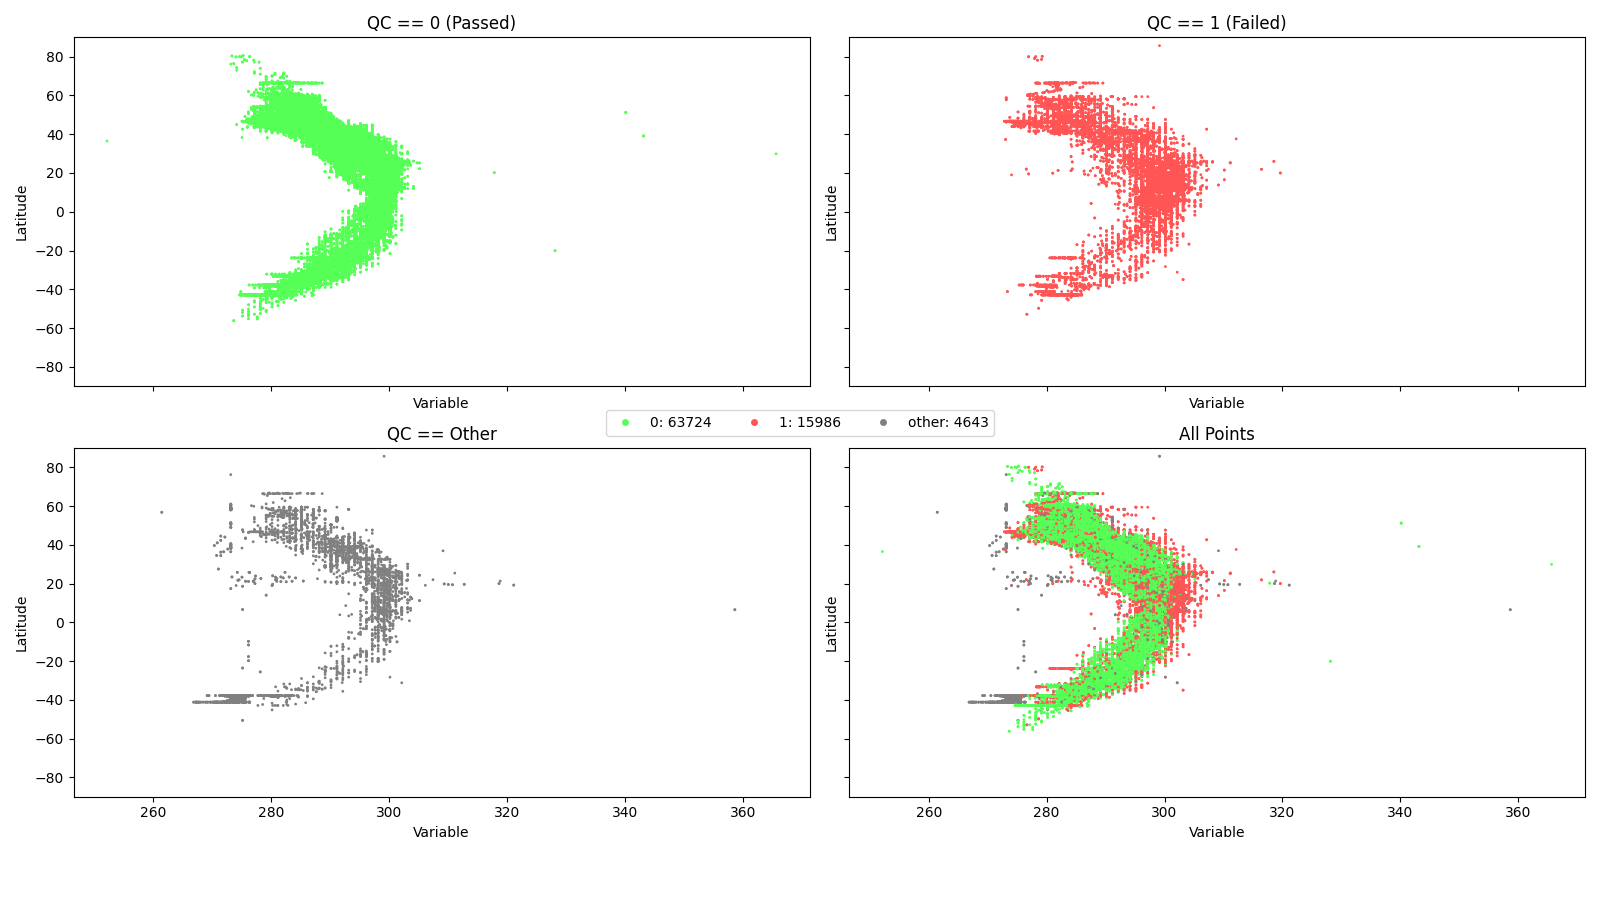 QC == 0 (Passed)
QC == 1 (Failed)
80
60
40
20
0
−20
−40
−60
−80
Latitude
Latitude
Variable
Variable
0: 63724
1: 15986
other: 4643
QC == Other
All Points
80
60
40
20
0
−20
−40
−60
−80
Latitude
Latitude
260
280
300
320
340
360
260
280
300
320
340
360
Variable
Variable